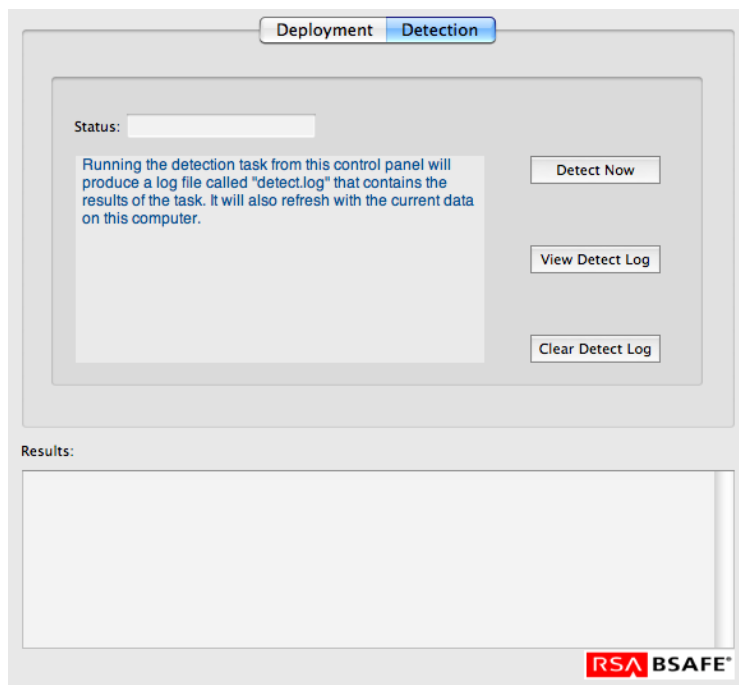 Deployment Detection
Status:
Running the detection task from this control panel will
produce a log file called "detect.log" that contains the
results of the task. It will also refresh with the current data
on this computer.
Detect Now
View Detect Log
Clear Detect Log
Results:
RSA BSAFE®